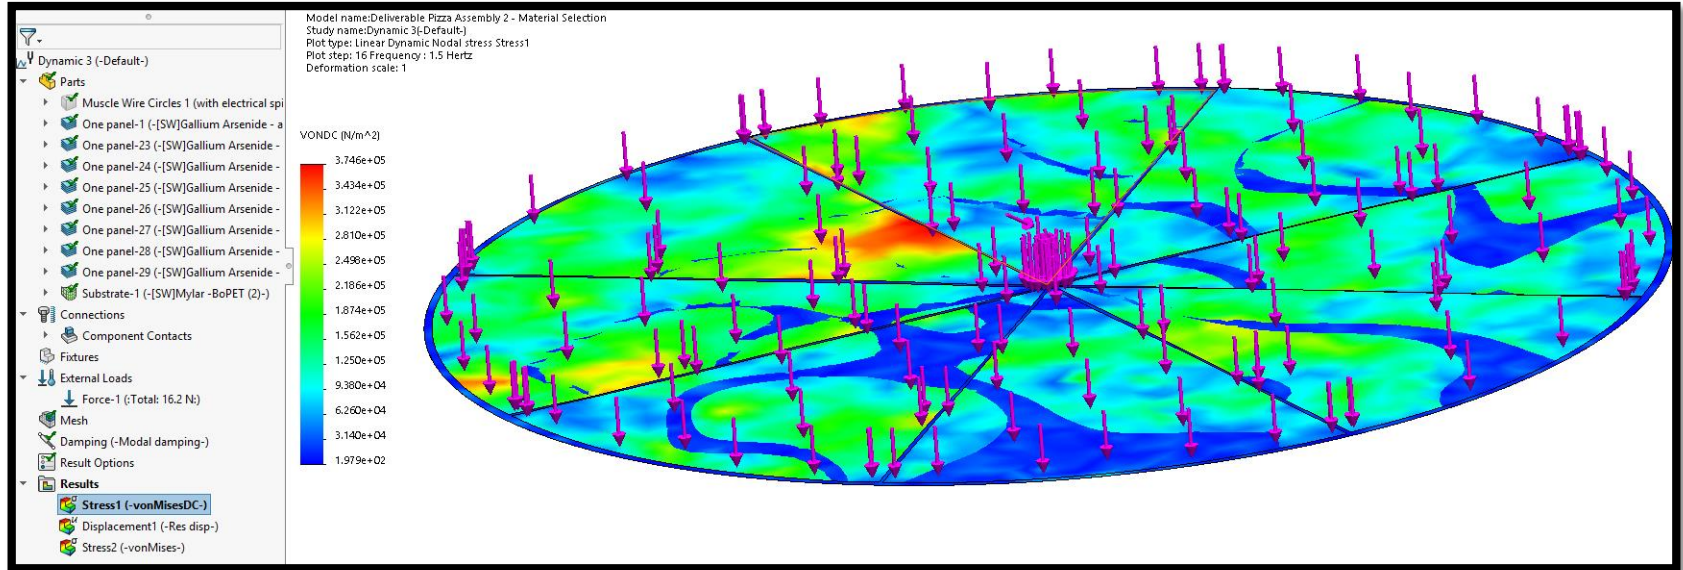 Model name:Deliverable Pizza Assembly 2 - Material Selection
Study name:Dynamic 3(-Default-)
Plot type: Linear Dynamic Nodal stress Stress1
Plot step: 16 Frequency : 1.5 Hertz
Deformation scale: 1
Dynamic 3 (-Default-)
Parts
Muscle Wire Circles 1 (with electrical spi
One panel-1 (-[SW]Gallium Arsenide - a
One panel-23 (-[SW]Gallium Arsenide -
One panel-24 (-[SW]Gallium Arsenide -
One panel-25 (-[SW]Gallium Arsenide -
One panel-26 (-[SW]Gallium Arsenide -
One panel-27 (-[SW]Gallium Arsenide -
One panel-28 (-[SW]Gallium Arsenide -
One panel-29 (-[SW]Gallium Arsenide -
Substrate-1 (-[SW]Mylar -BoPET (2)-)
Connections
Component Contacts
Fixtures
External Loads
Force-1 (:Total: 16.2 N:)
Mesh
Damping (-Modal damping-)
Result Options
Results
Stress1 (-vonMisesDC-)
Displacement1 (-Res disp-)
Stress2 (-vonMises-)
VONDC (N/m^2)
3.746e+05
3.434e+05
3.122e+05
2.810e+05
2.498e+05
2.186e+05
1.874e+05
1.562e+05
1.250e+05
9.380e+04
6.260e+04
3.140e+04
1.979e+02